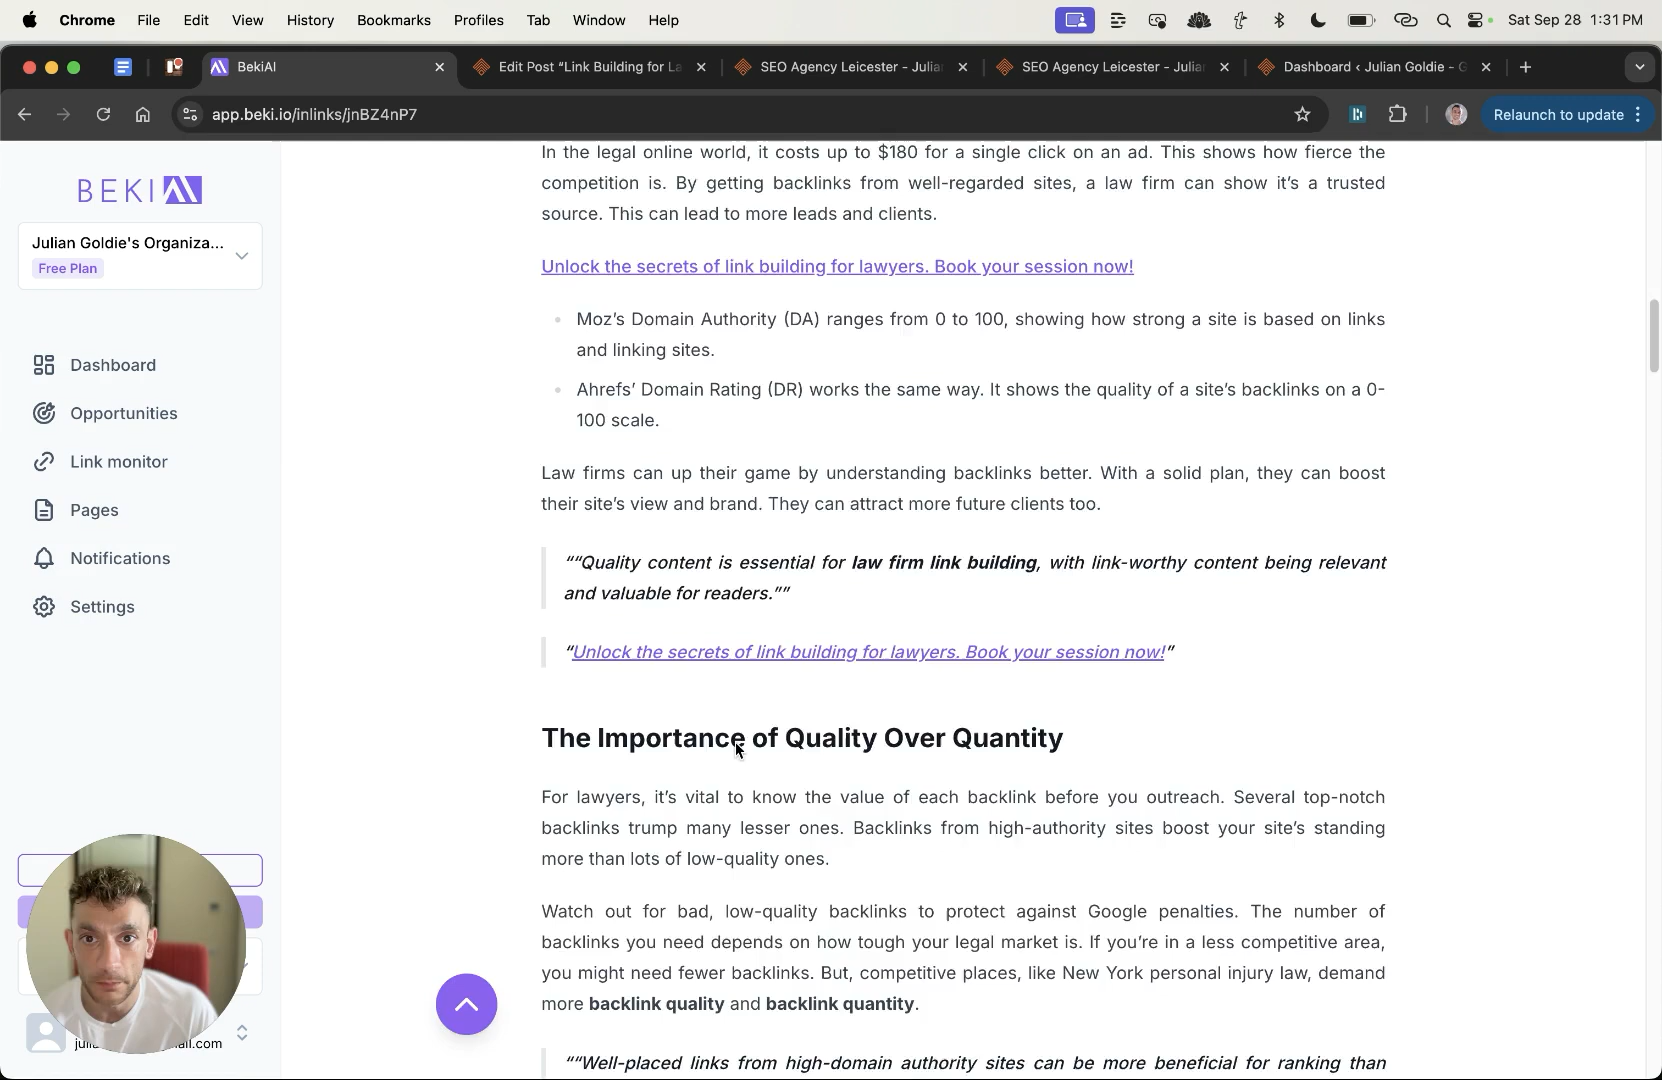 Chrome File Edit View History Bookmarks Profiles Tab Window Help Sat Sep 28 1:31 PM
BekiAI Edit Post “Link Building for La SEO Agency Leicester - Julia SEO Agency Leicester - Julia Dashboard ‹ Julian Goldie - G
app.beki.io/inlinks/jnBZ4nP7 Relaunch to update
BEKI
Julian Goldie's Organiza...
Free Plan
Dashboard
Opportunities
Link monitor
Pages
Notifications
Settings
In the legal online world, it costs up to $180 for a single click on an ad. This shows how fierce the
competition is. By getting backlinks from well-regarded sites, a law firm can show it’s a trusted
source. This can lead to more leads and clients.
Unlock the secrets of link building for lawyers. Book your session now!
Moz’s Domain Authority (DA) ranges from 0 to 100, showing how strong a site is based on links
and linking sites.
Ahrefs’ Domain Rating (DR) works the same way. It shows the quality of a site’s backlinks on a 0-
100 scale.
Law firms can up their game by understanding backlinks better. With a solid plan, they can boost
their site’s view and brand. They can attract more future clients too.
““Quality content is essential for law firm link building, with link-worthy content being relevant
and valuable for readers.””
“Unlock the secrets of link building for lawyers. Book your session now!”
The Importance of Quality Over Quantity
For lawyers, it’s vital to know the value of each backlink before you outreach. Several top-notch
backlinks trump many lesser ones. Backlinks from high-authority sites boost your site’s standing
more than lots of low-quality ones.
Watch out for bad, low-quality backlinks to protect against Google penalties. The number of
backlinks you need depends on how tough your legal market is. If you’re in a less competitive area,
you might need fewer backlinks. But, competitive places, like New York personal injury law, demand
more backlink quality and backlink quantity.
““Well-placed links from high-domain authority sites can be more beneficial for ranking than